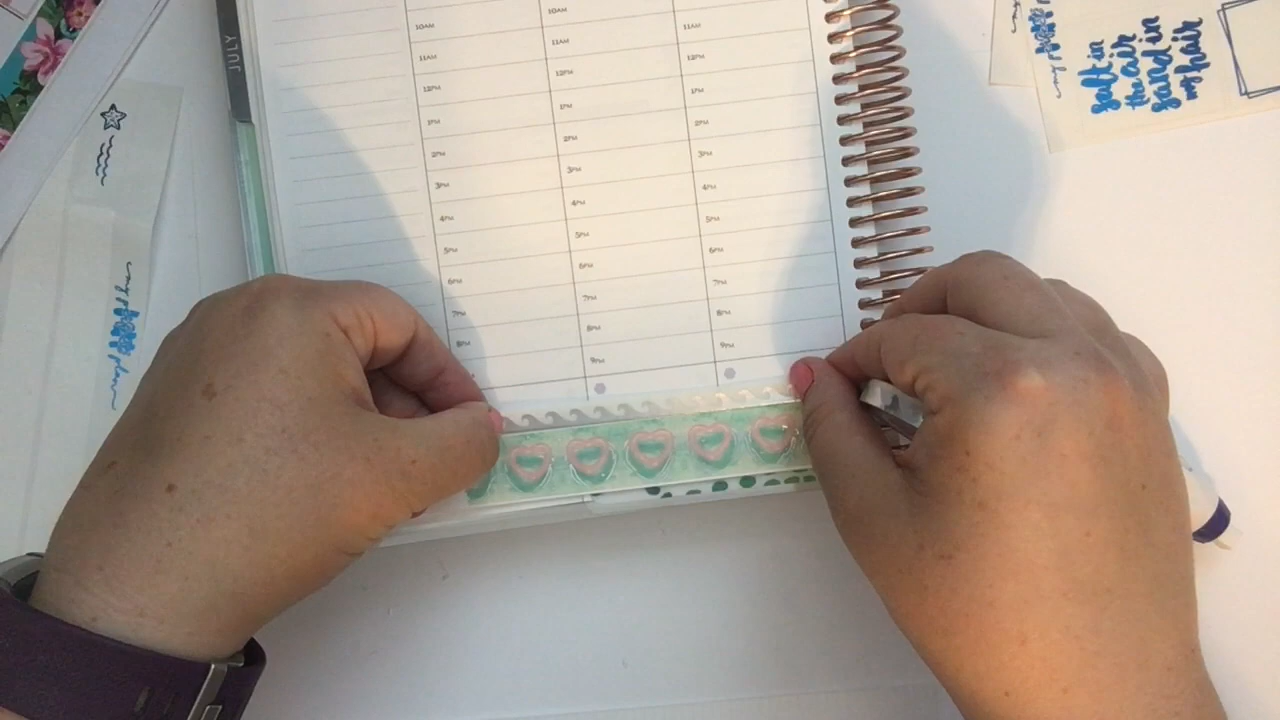 JULY
10AM
11AM
12PM
1PM
2PM
3PM
4PM
5PM
6PM
7PM
8PM
10AM
11AM
12PM
1PM
2PM
3PM
4PM
5PM
6PM
7PM
8PM
9PM
11AM
12PM
1PM
2PM
3PM
4PM
5PM
6PM
7PM
8PM
9PM
salt in
the air
sand in
my hair